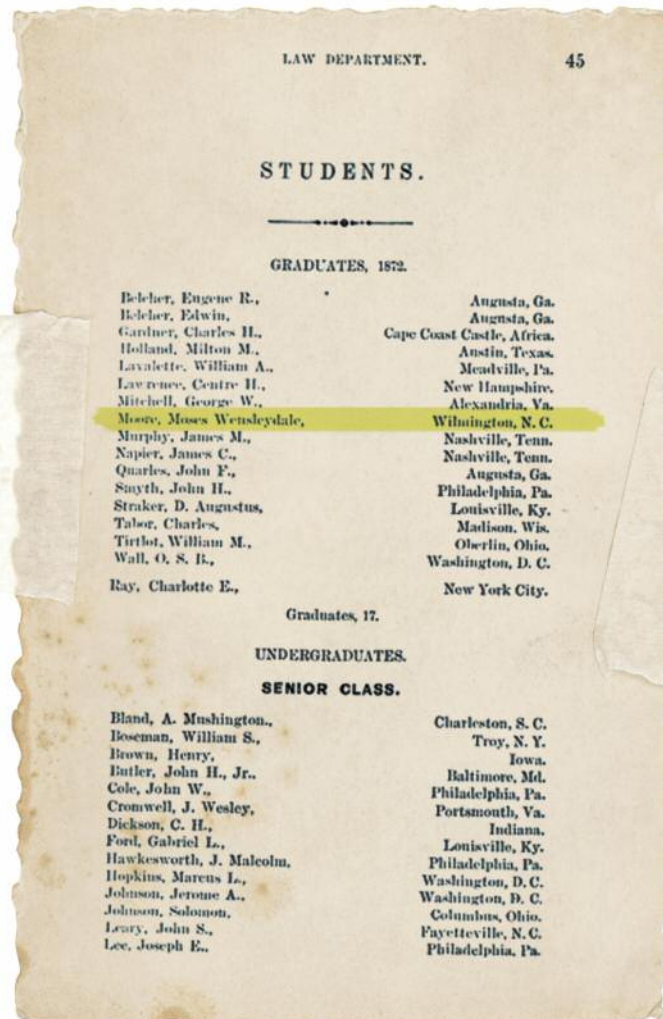 LAW DEPARTMENT. 45
STUDENTS.
GRADUATES, 1872.
Belcher, Eugene R., Augusta, Ga.
Belcher, Edwin, Augusta, Ga.
Gardner, Charles H., Cape Coast Castle, Africa.
Holland, Milton M., Austin, Texas.
Lavalette, William A., Meadville, Pa.
Lawrence, Centre H., New Hampshire.
Mitchell, George W., Alexandria, Va.
Moore, Moses Wensleydale, Wilmington, N. C.
Murphy, James M., Nashville, Tenn.
Napier, James C., Nashville, Tenn.
Quarles, John F., Augusta, Ga.
Smyth, John H., Philadelphia, Pa.
Straker, D. Augustus, Louisville, Ky.
Tabor, Charles, Madison, Wis.
Tirtlot, William M., Oberlin, Ohio.
Wall, O. S. B., Washington, D. C.
Ray, Charlotte E., New York City.
Graduates, 17.
UNDERGRADUATES.
SENIOR CLASS.
Bland, A. Mushington., Charleston, S. C.
Boseman, William S., Troy, N. Y.
Brown, Henry, Iowa.
Butler, John H., Jr., Baltimore, Md.
Cole, John W., Philadelphia, Pa.
Cromwell, J. Wesley, Portsmouth, Va.
Dickson, C. H., Indiana.
Ford, Gabriel L., Louisville, Ky.
Hawkesworth, J. Malcolm, Philadelphia, Pa.
Hopkins, Marcus L., Washington, D. C.
Johnson, Jerome A., Washington, D. C.
Johnson, Solomon, Columbus, Ohio.
Leary, John S., Fayetteville, N. C.
Lee, Joseph E., Philadelphia, Pa.